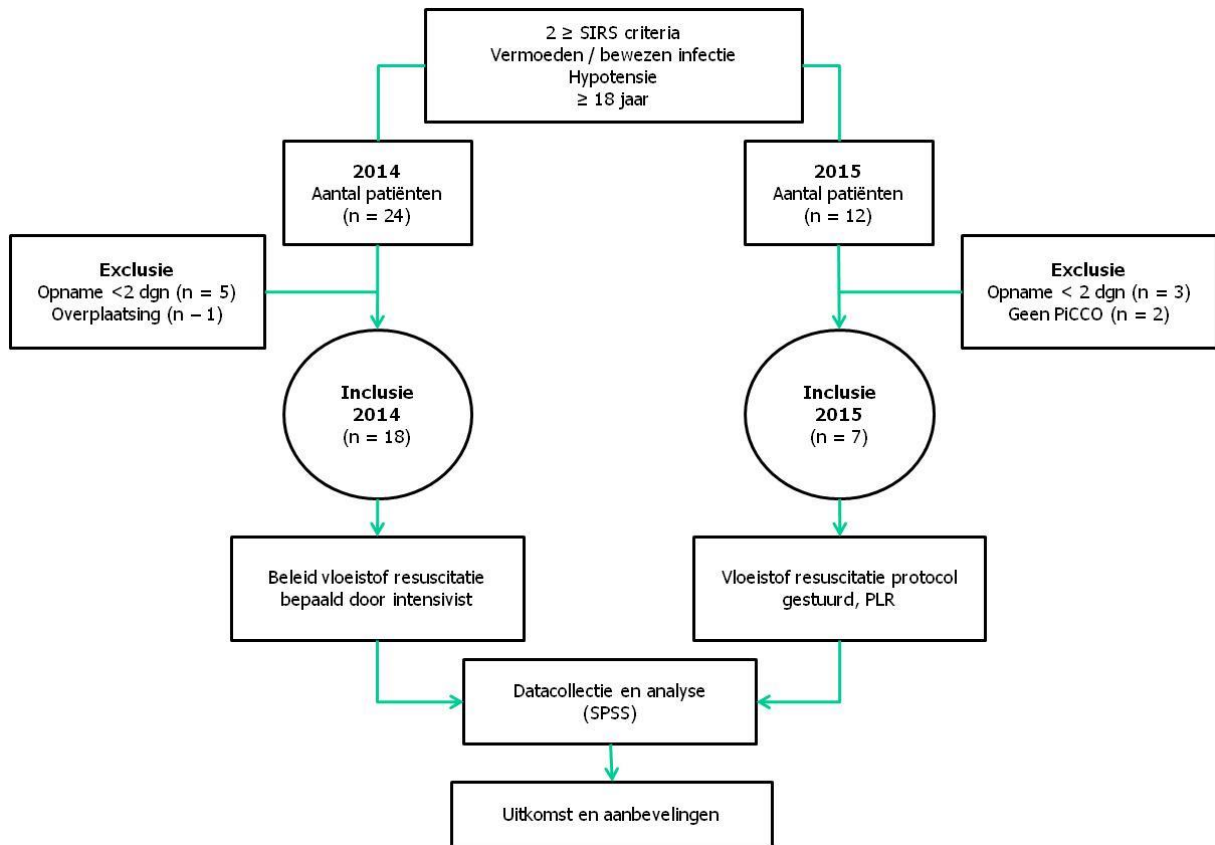 2 ≥ SIRS criteria
Vermoeden / bewezen infectie
Hypotensie
≥ 18 jaar
2014
Aantal patiënten
(n = 24)
2015
Aantal patiënten
(n = 12)
Exclusie
Opname <2 dgn (n = 5)
Overplaatsing (n – 1)
Exclusie
Opname < 2 dgn (n = 3)
Geen PiCCO (n = 2)
Inclusie
2014
(n = 18)
Inclusie
2015
(n = 7)
Beleid vloeistof resuscitatie
bepaald door intensivist
Vloeistof resuscitatie protocol
gestuurd, PLR
Datacollectie en analyse
(SPSS)
Uitkomst en aanbevelingen